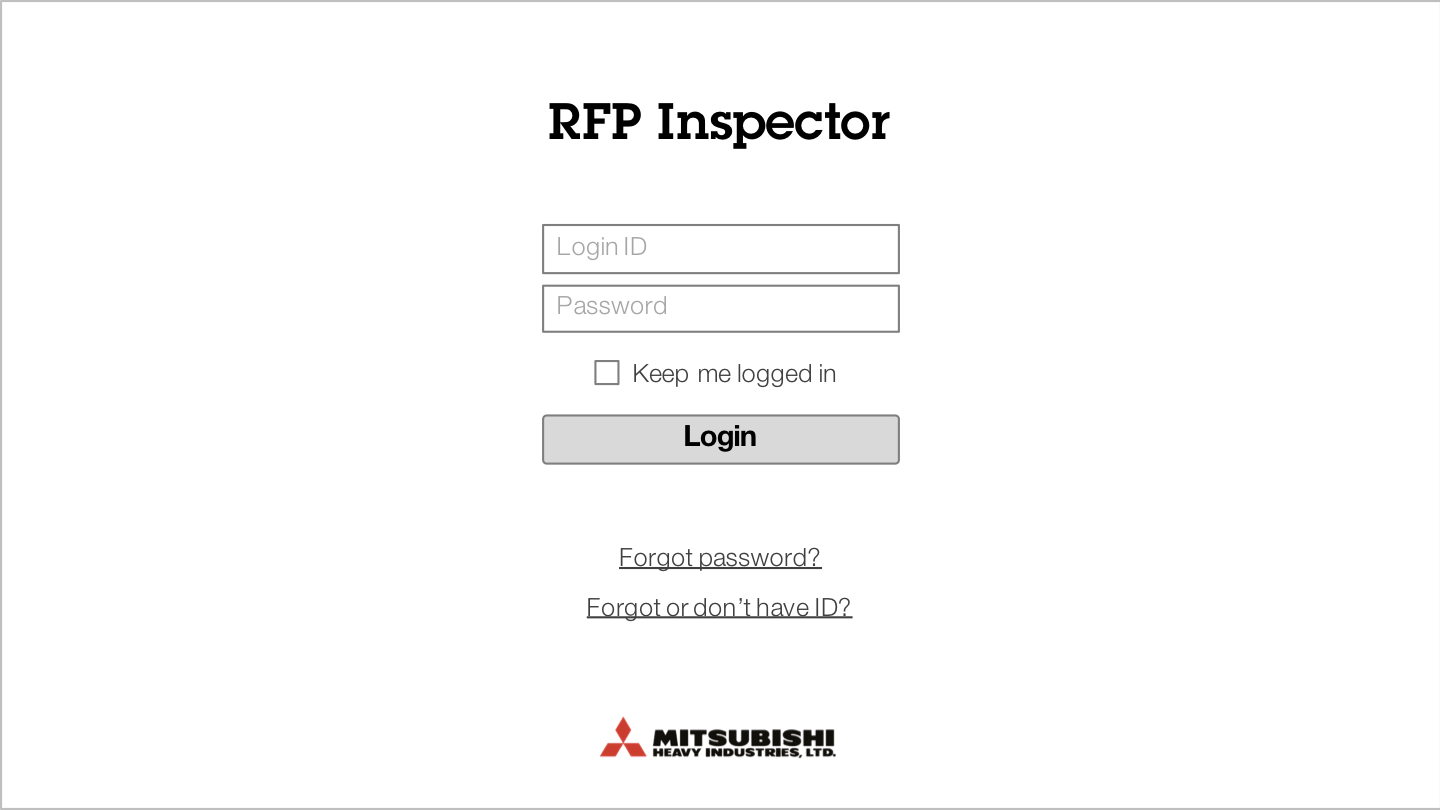 RFP Inspector
Login ID
Password
Keep me logged in
Login
Forgot password?
Forgot or don’t have ID?
MITSUBISHI
HEAVY INDUSTRIES, LTD.